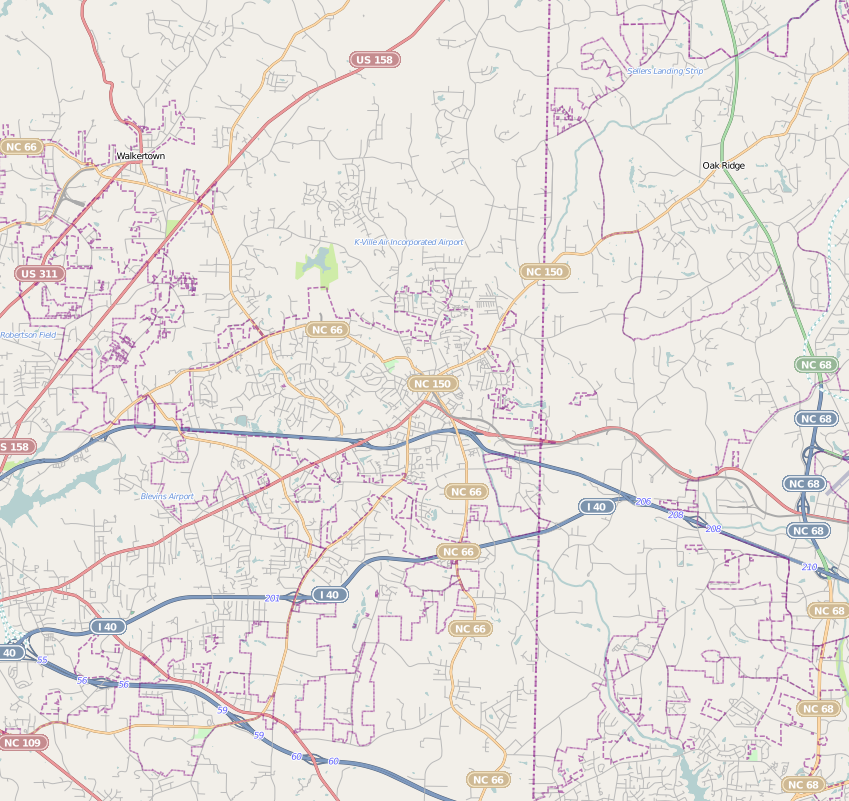 US 158
Sellers Landing Strip
NC 66
Walkertown
Oak Ridge
K-Ville Air Incorporated Airport
US 311
NC 150
NC 66
Robertson Field
NC 68
NC 150
NC 68
S 158
NC 68
NC 66
Blevins Airport
I 40
206
208
208
NC 68
NC 66
210
201
I 40
NC 68
I 40
NC 66
40
55
56
56
59
NC 68
59
NC 109
60
60
NC 66
NC 68